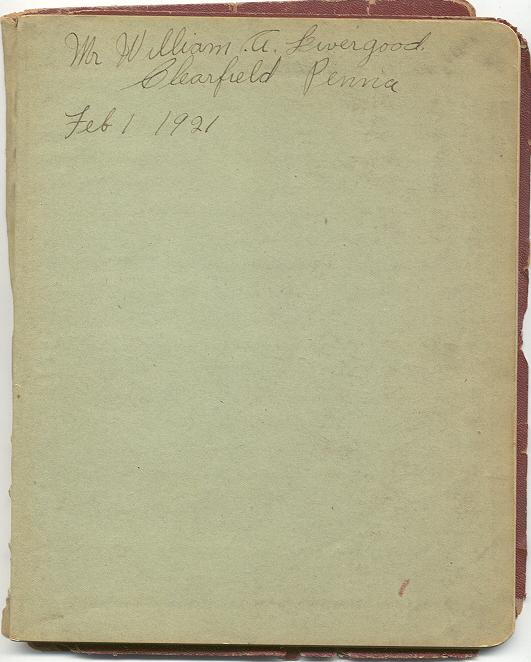 Mr William .A. Livergood.
Clearfield Penna
Feb 1 1921